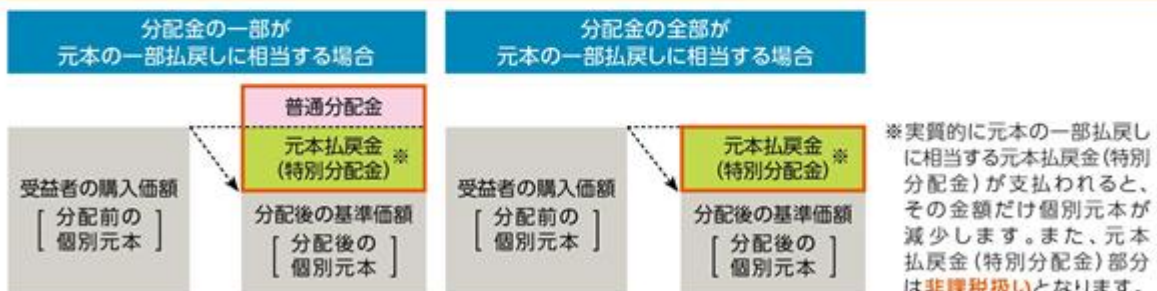 分配金の一部が
元本の一部払戻しに相当する場合
普通分配金
元本払戻金
(特別分配金)
※
受益者の購入価額
[ 分配前の
個別元本 ]
分配後の基準価額
[ 分配後の
個別元本 ]
分配金の全部が
元本の一部払戻しに相当する場合
元本払戻金
(特別分配金)
※
受益者の購入価額
[ 分配前の
個別元本 ]
分配後の基準価額
[ 分配後の
個別元本 ]
※実質的に元本の一部払戻し
に相当する元本払戻金(特別
分配金)が支払われると、
その金額だけ個別元本が
減少します。また、元本
払戻金(特別分配金)部分
は非課税扱いとなります。